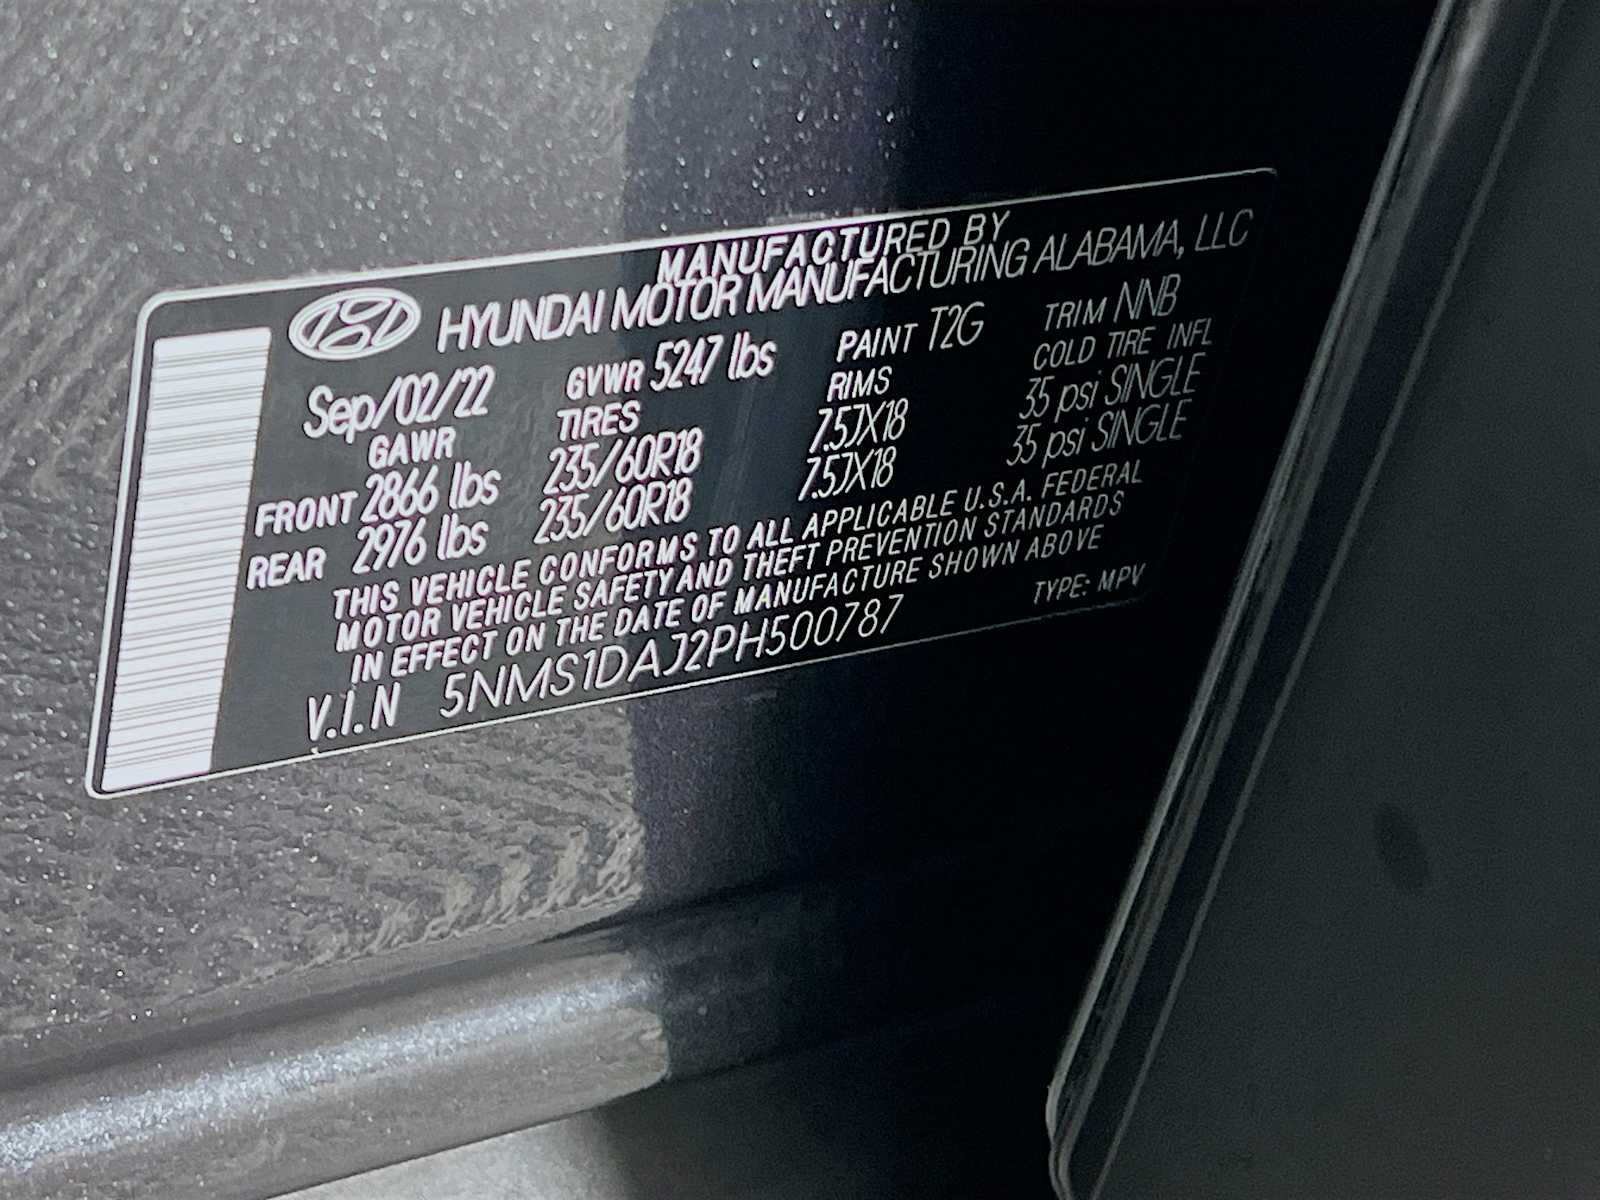 MANUFACTURED BY
HYUNDAI MOTOR MANUFACTURING ALABAMA, LLC
Sep/02/22 GVWR 5247 lbs PAINT T2G TRIM NNB
GAWR TIRES RIMS COLD TIRE INFL
FRONT 2866 lbs 235/60R18 7.5JX18 35 psi SINGLE
REAR 2976 lbs 235/60R18 7.5JX18 35 psi SINGLE
THIS VEHICLE CONFORMS TO ALL APPLICABLE U.S.A. FEDERAL
MOTOR VEHICLE SAFETY AND THEFT PREVENTION STANDARDS
IN EFFECT ON THE DATE OF MANUFACTURE SHOWN ABOVE
V.I.N 5NMS1DAJ2PH500787 TYPE: MPV